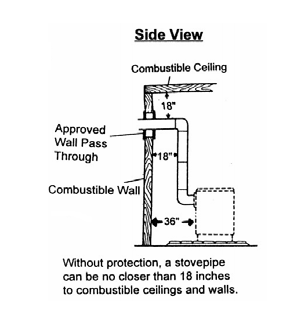 Side View
Combustible Ceiling
18"
Approved
Wall Pass
Through
18"
Combustible Wall
36"
Without protection, a stovepipe
can be no closer than 18 inches
to combustible ceilings and walls.